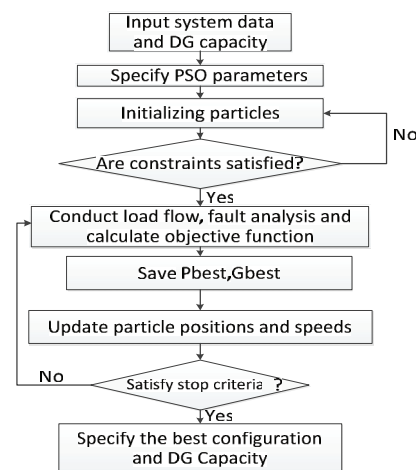 Input system data
and DG capacity
Specify PSO parameters
Initializing particles
No
Are constraints satisfied?
Yes
Conduct load flow, fault analysis and
calculate objective function
Save Pbest,Gbest
Update particle positions and speeds
No
Satisfy stop criteria ?
Yes
Specify the best configuration
and DG Capacity